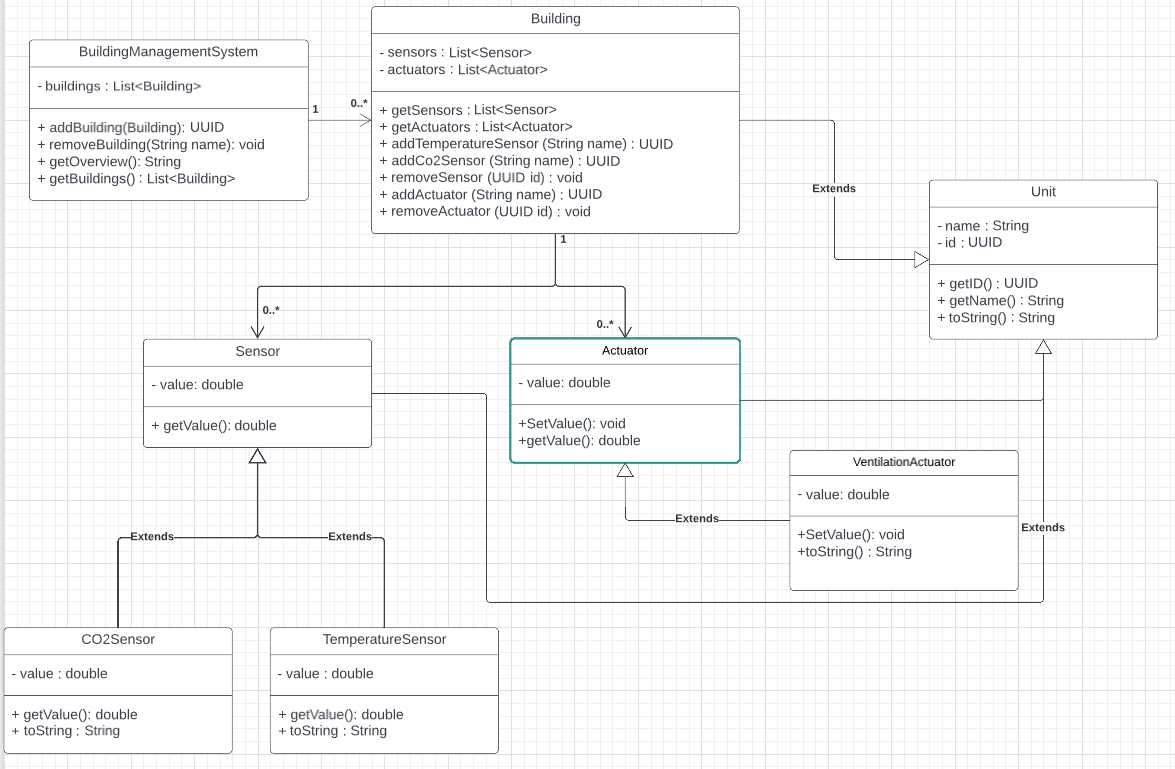 BuildingManagementSystem
- buildings : List<Building>
+ addBuilding(Building): UUID
+ removeBuilding(String name): void
+ getOverview(): String
+ getBuildings() : List<Building>
1
0..*
Building
- sensors : List<Sensor>
- actuators : List<Actuator>
+ getSensors : List<Sensor>
+ getActuators : List<Actuator>
+ addTemperatureSensor (String name) : UUID
+ addCo2Sensor (String name) : UUID
+ removeSensor (UUID id) : void
+ addActuator (String name) : UUID
+ removeActuator (UUID id) : void
Extends
Unit
- name : String
- id : UUID
+ getID() : UUID
+ getName() : String
+ toString() : String
1
0..*
0..*
Sensor
- value: double
+ getValue(): double
Actuator
- value: double
+SetValue(): void
+getValue(): double
VentilationActuator
- value: double
+SetValue(): void
+toString() : String
Extends
Extends
Extends
Extends
CO2Sensor
- value : double
+ getValue(): double
+ toString : String
TemperatureSensor
- value : double
+ getValue(): double
+ toString : String